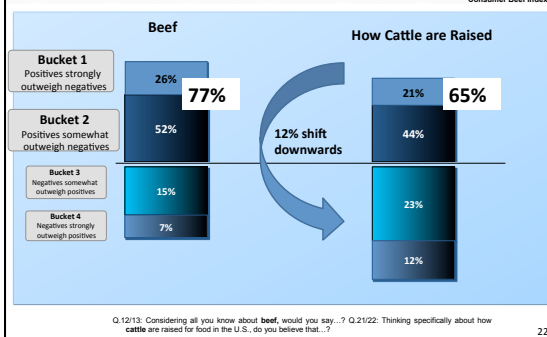 Consumer Beef Index
Beef
How Cattle are Raised
Bucket 1
Positives strongly
outweigh negatives
26%
77%
21%
65%
Bucket 2
Positives somewhat
outweigh negatives
52%
12% shift
downwards
44%
Bucket 3
Negatives somewhat
outweigh positives
15%
23%
Bucket 4
Negatives strongly
outweigh positives
7%
12%
Q.12/13: Considering all you know about beef, would you say…? Q.21/22: Thinking specifically about how
cattle are raised for food in the U.S., do you believe that…?
22